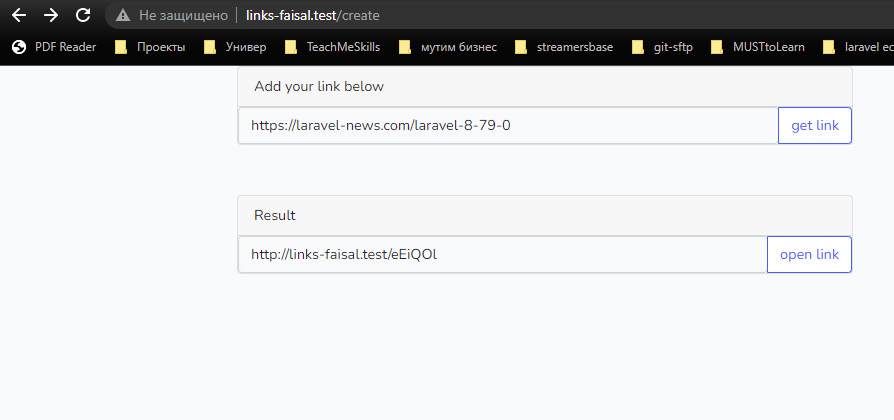 Не защищено links-faisal.test/create
PDF Reader Проекты Универ TeachMeSkills мутим бизнес streamersbase git-sftp MUSTtoLearn laravel ec
Add your link below
https://laravel-news.com/laravel-8-79-0 get link
Result
http://links-faisal.test/eEiQOl open link